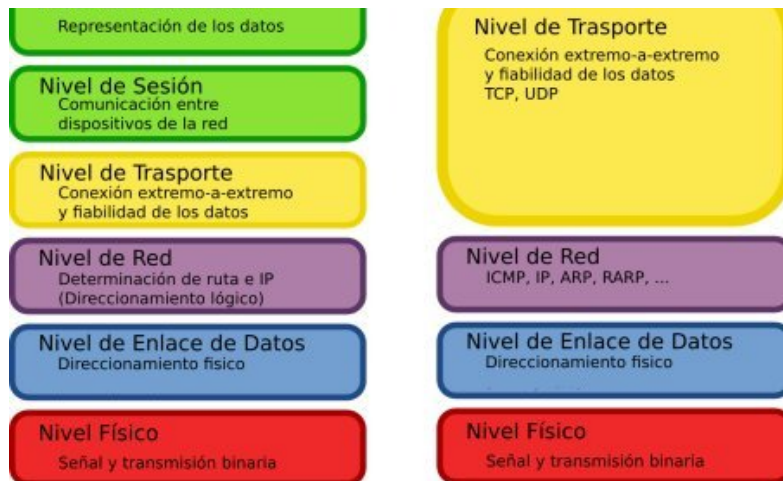 Representación de los datos
Nivel de Sesión
Comunicación entre
dispositivos de la red
Nivel de Trasporte
Conexión extremo-a-extremo
y fiabilidad de los datos
Nivel de Red
Determinación de ruta e IP
(Direccionamiento lógico)
Nivel de Enlace de Datos
Direccionamiento fisico
Nivel Físico
Señal y transmisión binaria
Nivel de Trasporte
Conexión extremo-a-extremo
y fiabilidad de los datos
TCP, UDP
Nivel de Red
ICMP, IP, ARP, RARP, ...
Nivel de Enlace de Datos
Direccionamiento fisico
Nivel Físico
Señal y transmisión binaria